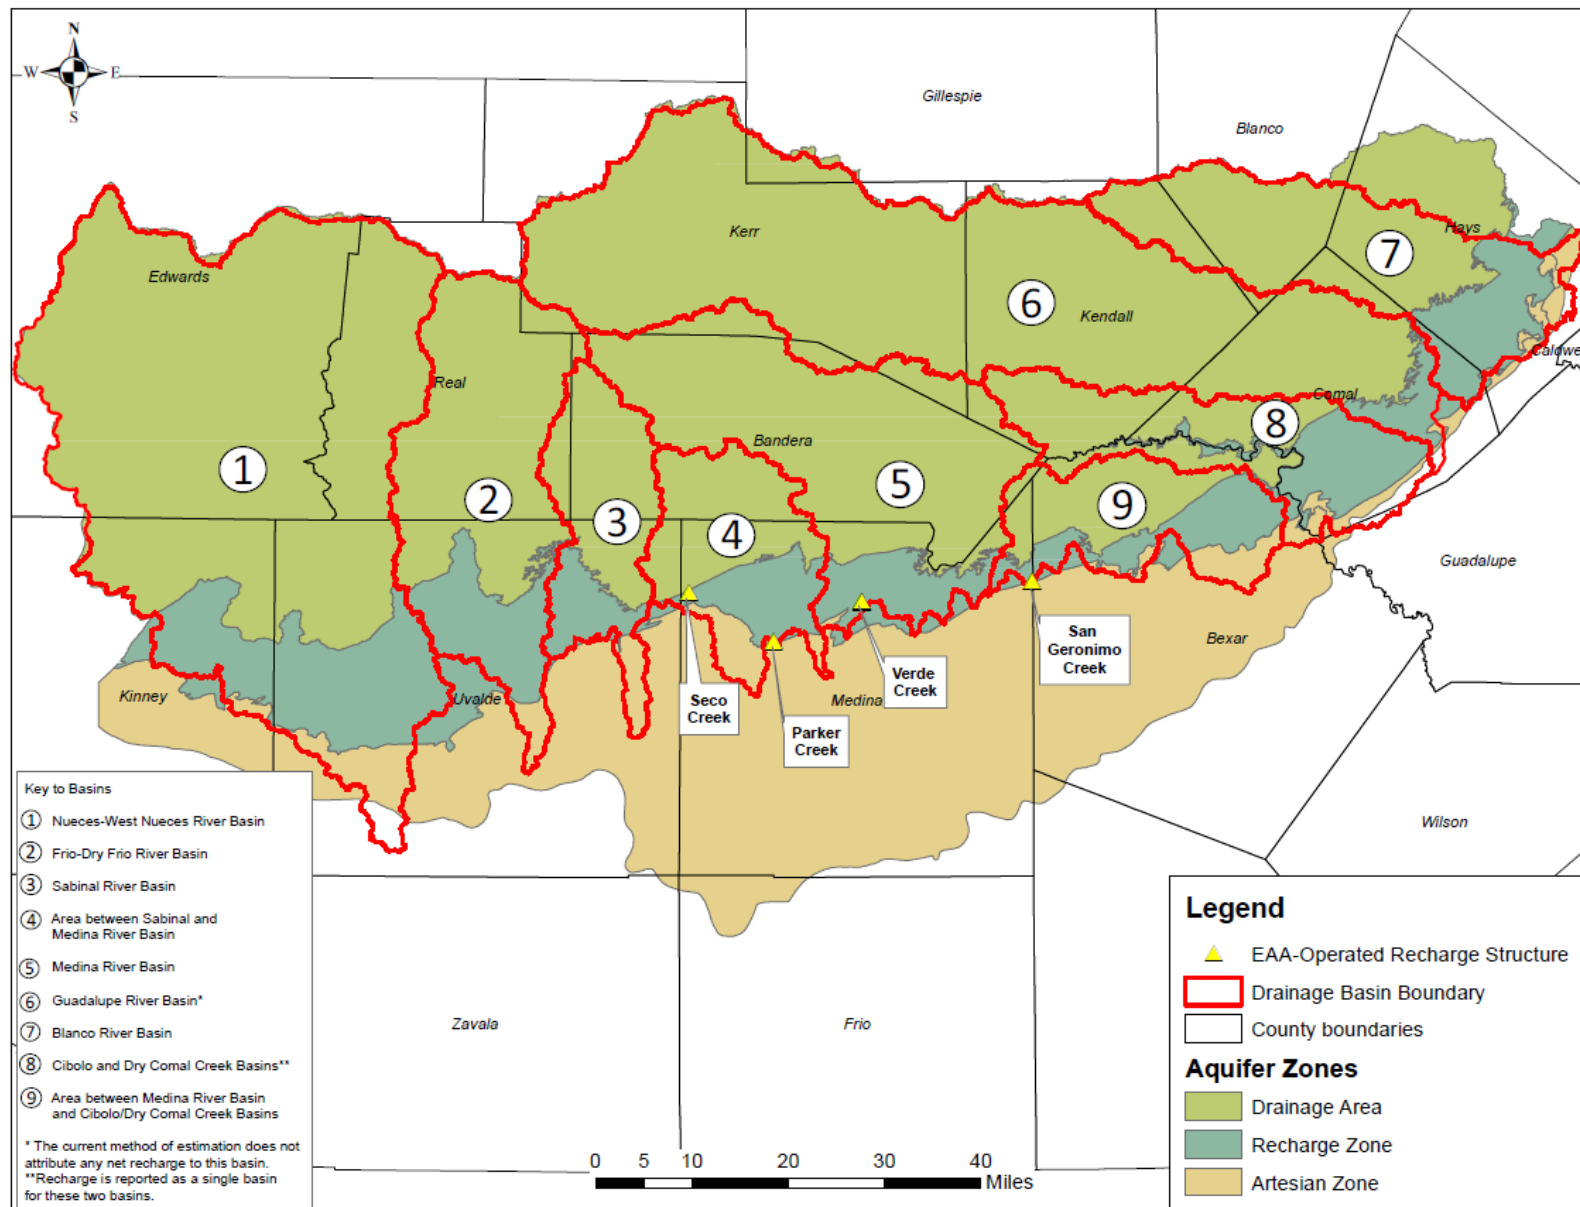 N
W
E
S
Gillespie
Blanco
Kerr
Hays
7
Edwards
6
Kendall
Caldwe
Real
Comal
8
Bandera
1
2
5
9
3
4
Guadalupe
San
Geronimo
Creek
Bexar
Verde
Creek
Kinney
Uvalde
Seco
Creek
Medina
Parker
Creek
Key to Basins
1 Nueces-West Nueces River Basin
2 Frio-Dry Frio River Basin
3 Sabinal River Basin
4 Area between Sabinal and
Medina River Basin
5 Medina River Basin
6 Guadalupe River Basin*
7 Blanco River Basin
8 Cibolo and Dry Comal Creek Basins**
9 Area between Medina River Basin
and Cibolo/Dry Comal Creek Basins
* The current method of estimation does not
attribute any net recharge to this basin.
**Recharge is reported as a single basin
for these two basins.
Wilson
Zavala
Frio
0 5 10 20 30 40
Miles
Legend
EAA-Operated Recharge Structure
Drainage Basin Boundary
County boundaries
Aquifer Zones
Drainage Area
Recharge Zone
Artesian Zone